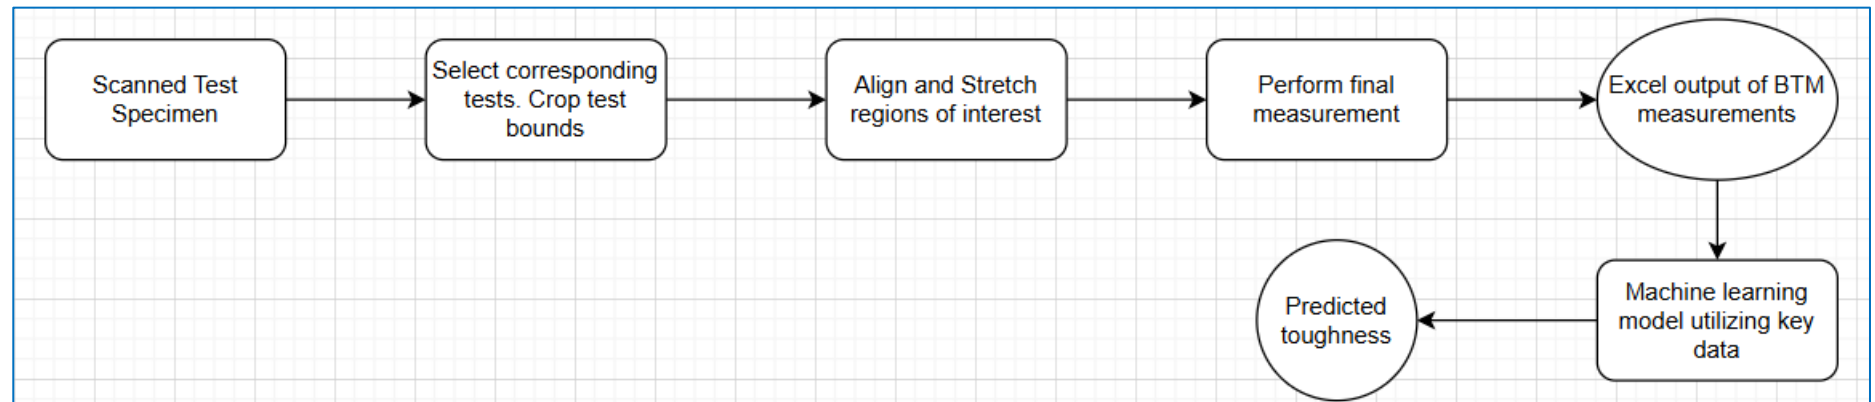 Scanned Test
Specimen
Select corresponding
tests. Crop test
bounds
Align and Stretch
regions of interest
Perform final
measurement
Excel output of BTM
measurements
Machine learning
model utilizing key
data
Predicted
toughness